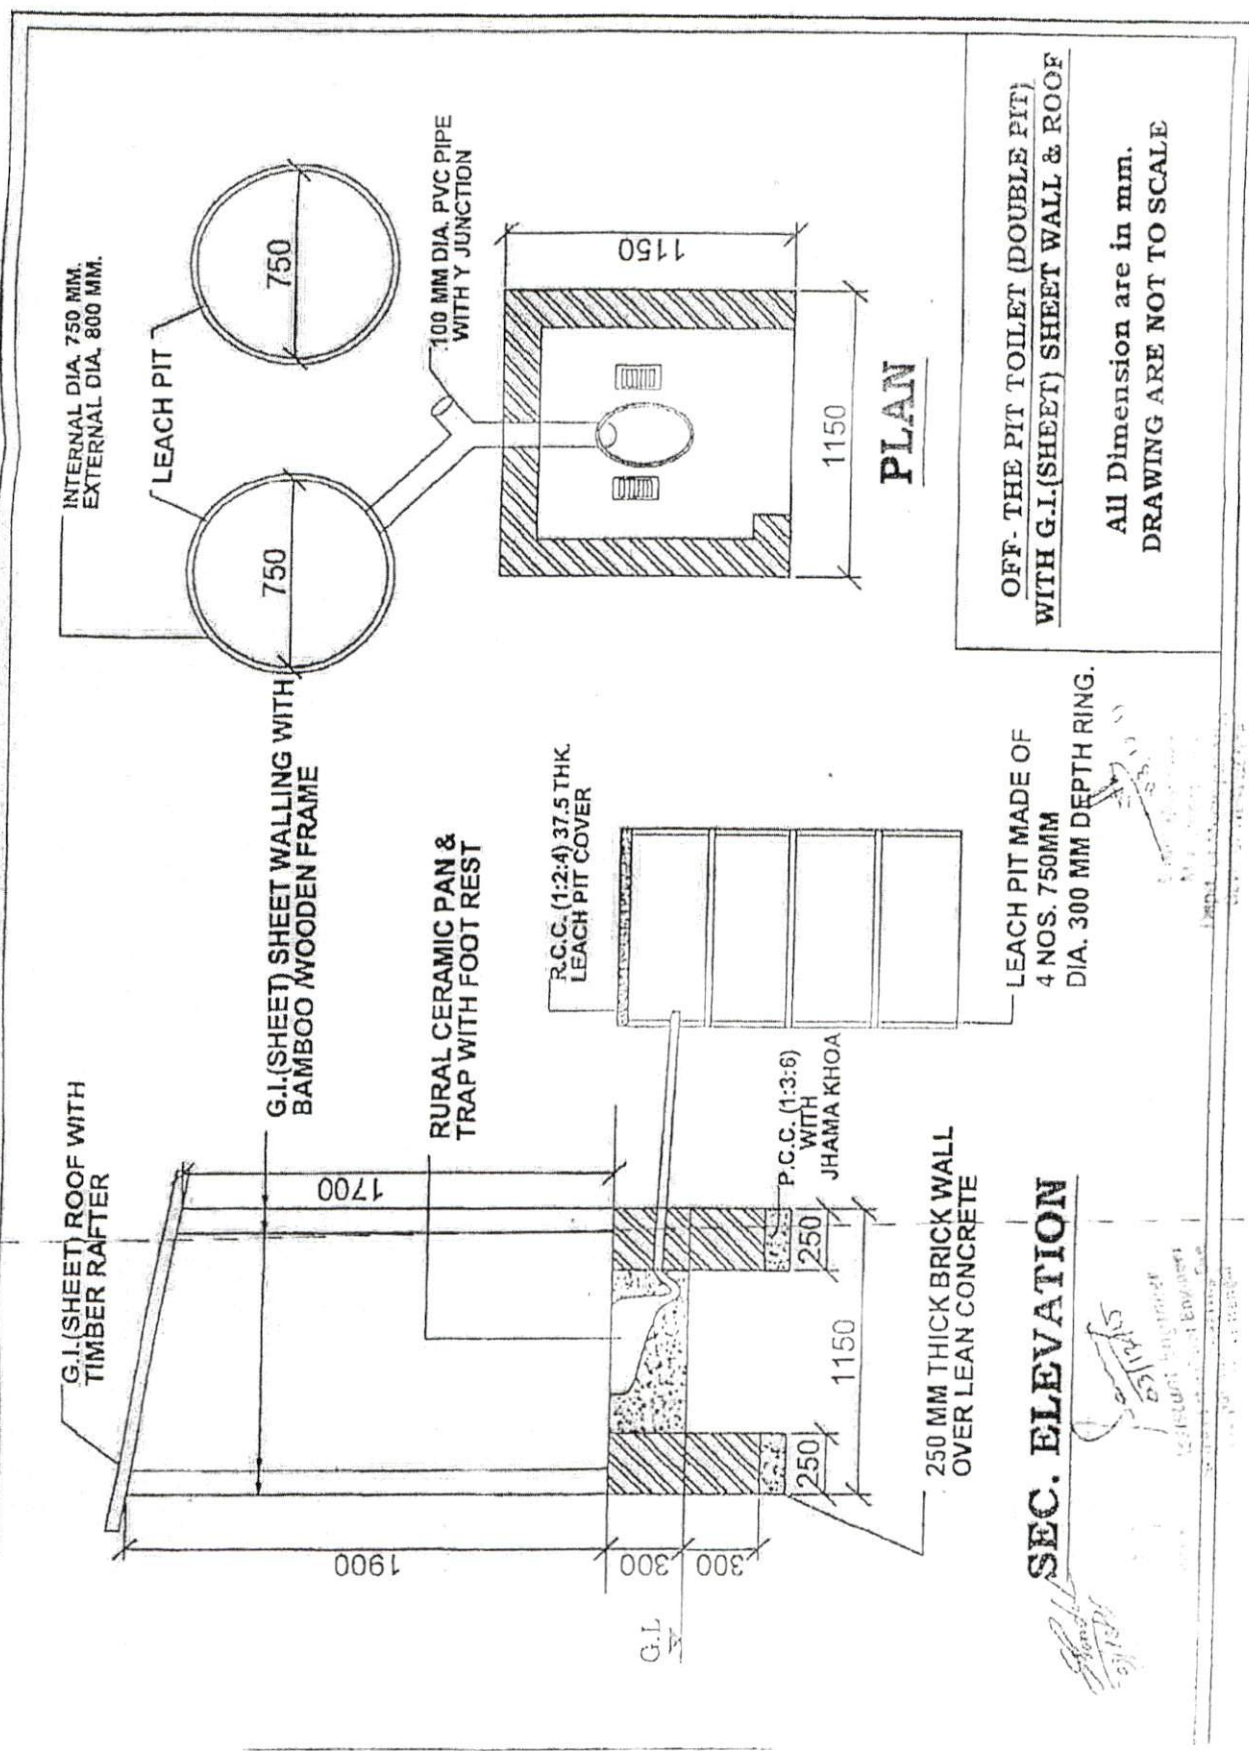 G.I.(SHEET) ROOF WITH
TIMBER RAFTER
G.I.(SHEET) SHEET WALLING WITH
BAMBOO /WOODEN FRAME
RURAL CERAMIC PAN &
TRAP WITH FOOT REST
1700
1900
300
300
G.L
250
250
1150
P.C.C. (1:3:6)
WITH
JHAMA KHOA
250 MM THICK BRICK WALL
OVER LEAN CONCRETE
SEC. ELEVATION
R.C.C. (1:2:4) 37.5 THK.
LEACH PIT COVER
LEACH PIT MADE OF
4 NOS. 750MM
DIA. 300 MM DEPTH RING.
INTERNAL DIA. 750 MM.
EXTERNAL DIA. 800 MM.
LEACH PIT
750
750
100 MM DIA. PVC PIPE
WITH Y JUNCTION
1150
1150
PLAN
OFF- THE PIT TOILET (DOUBLE PIT)
WITH G.I.(SHEET) SHEET WALL & ROOF
All Dimension are in mm.
DRAWING ARE NOT TO SCALE